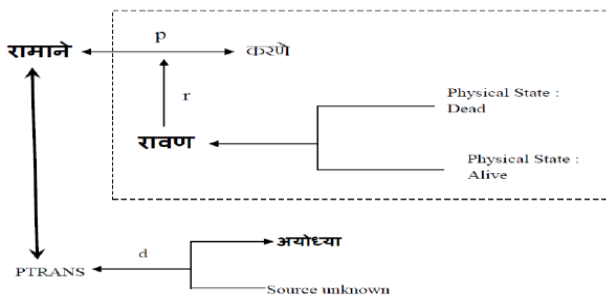 p
रामाने
करणे
r
Physical State :
Dead
रावण
Physical State :
Alive
अयोध्या
d
PTRANS
Source unknown